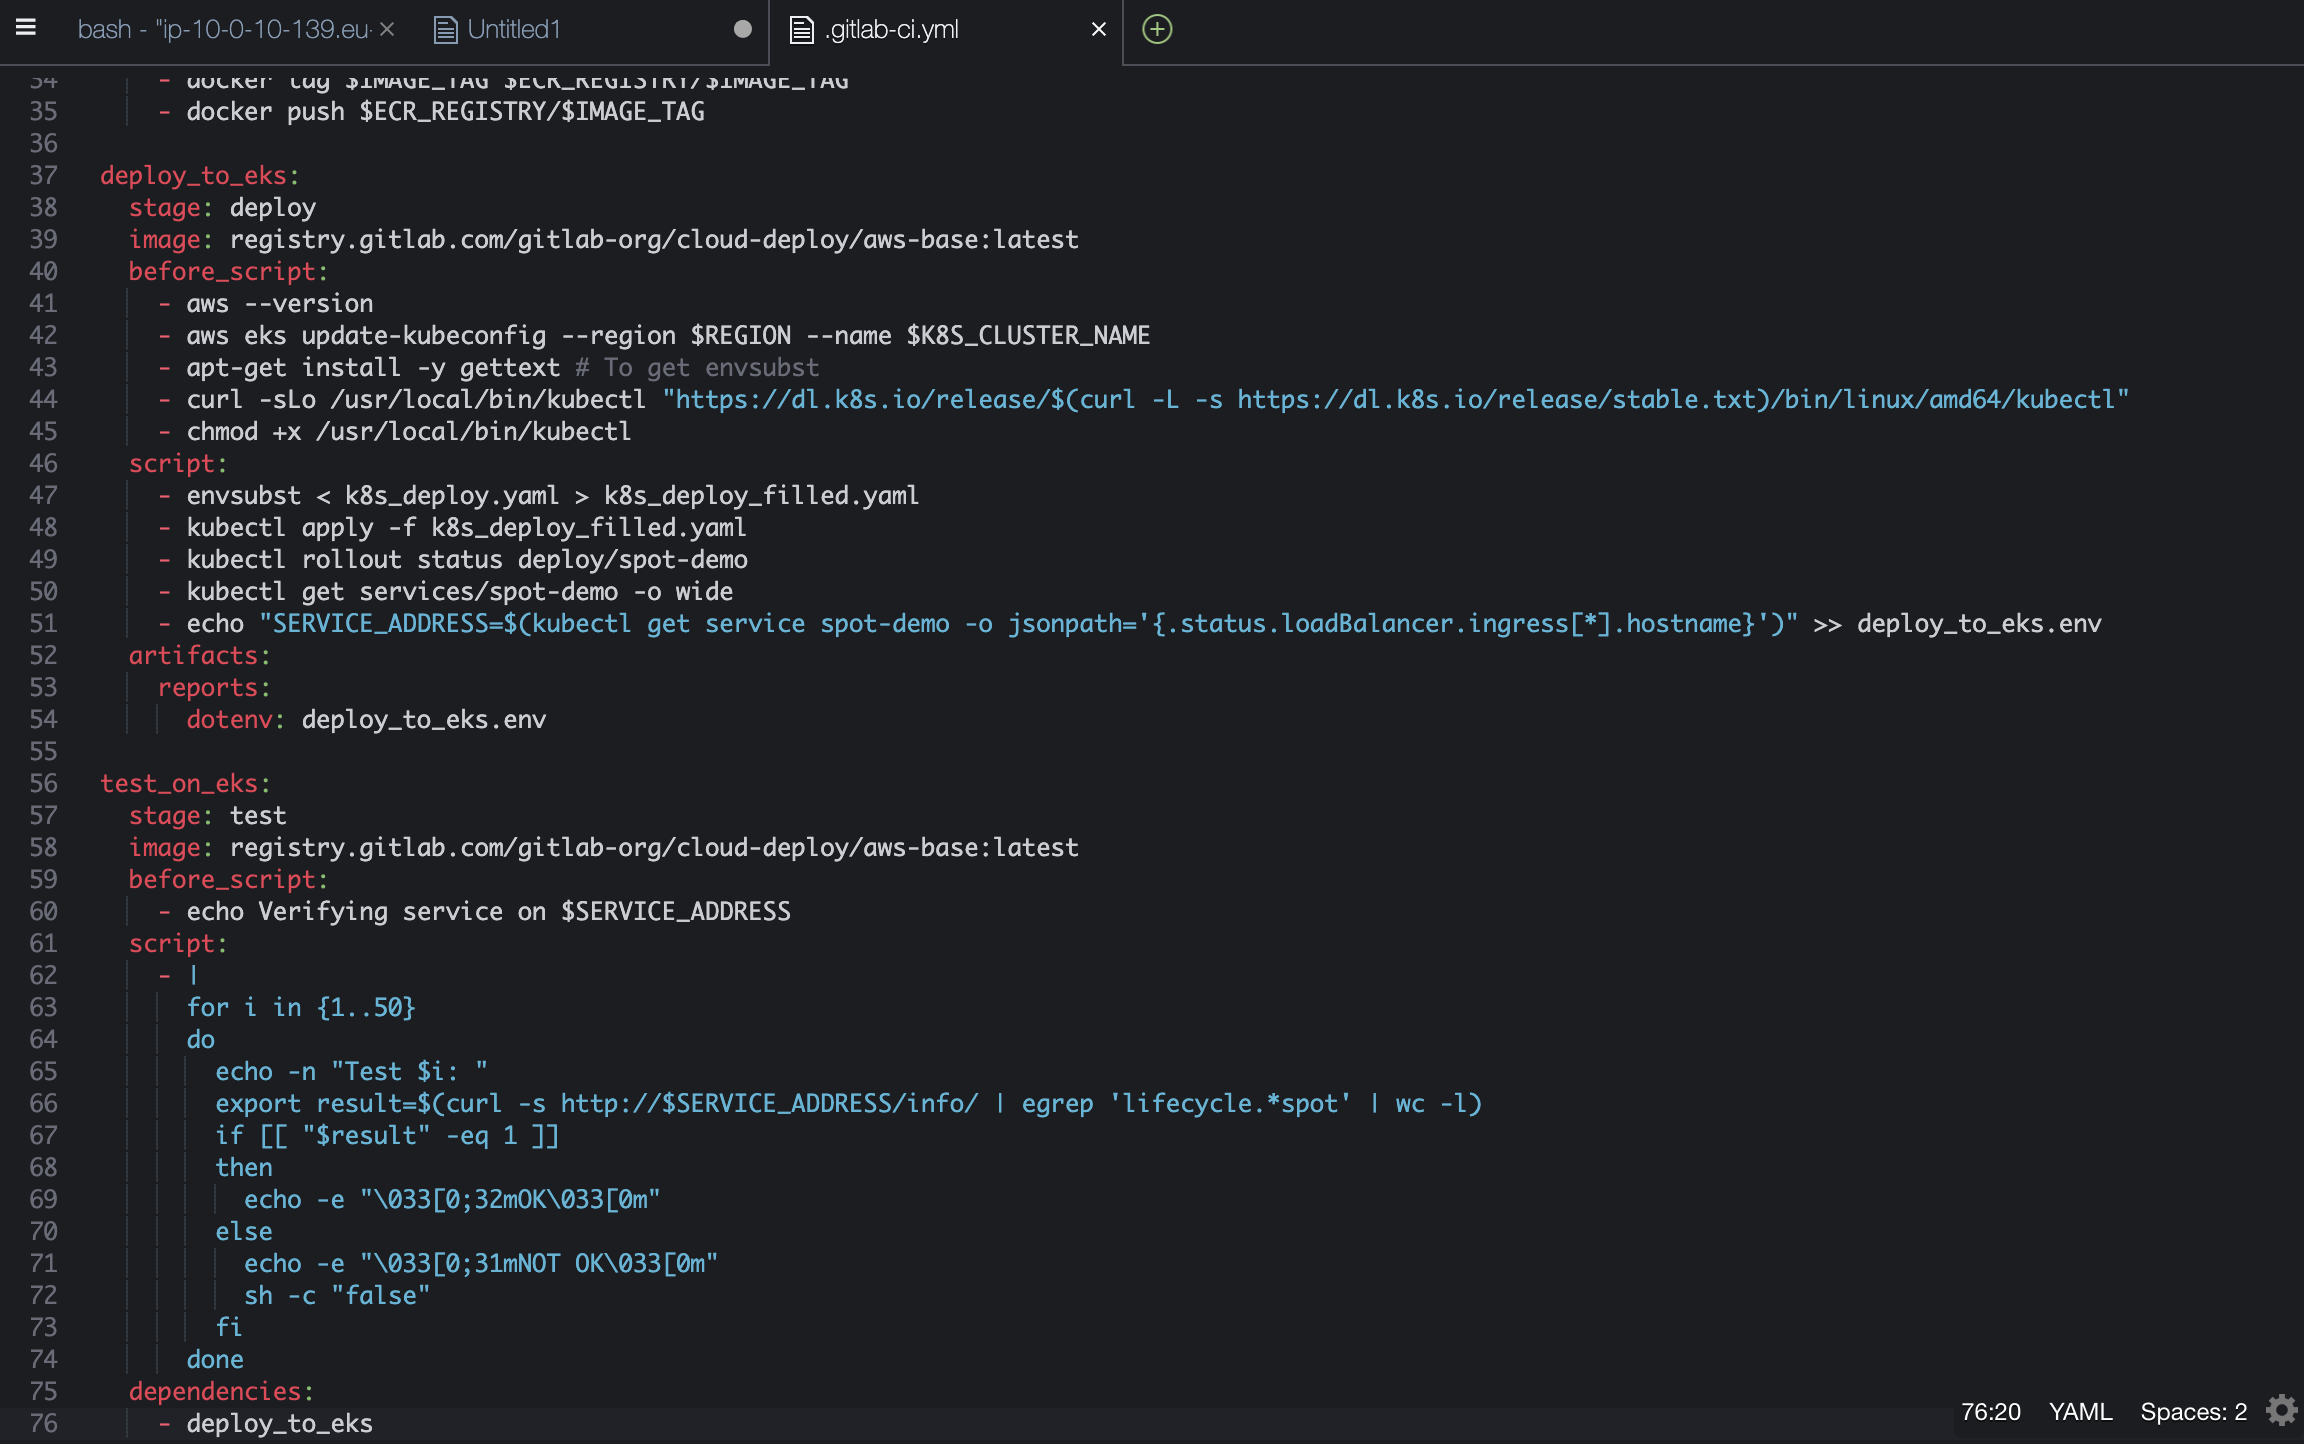 bash - "ip-10-0-10-139.eu-
Untitled1
.gitlab-ci.yml
34 - docker tag $IMAGE_TAG $ECR_REGISTRY/$IMAGE_TAG
35 - docker push $ECR_REGISTRY/$IMAGE_TAG
36
37 deploy_to_eks:
38 stage: deploy
39 image: registry.gitlab.com/gitlab-org/cloud-deploy/aws-base:latest
40 before_script:
41 - aws --version
42 - aws eks update-kubeconfig --region $REGION --name $K8S_CLUSTER_NAME
43 - apt-get install -y gettext # To get envsubst
44 - curl -sLo /usr/local/bin/kubectl "https://dl.k8s.io/release/$(curl -L -s https://dl.k8s.io/release/stable.txt)/bin/linux/amd64/kubectl"
45 - chmod +x /usr/local/bin/kubectl
46 script:
47 - envsubst < k8s_deploy.yaml > k8s_deploy_filled.yaml
48 - kubectl apply -f k8s_deploy_filled.yaml
49 - kubectl rollout status deploy/spot-demo
50 - kubectl get services/spot-demo -o wide
51 - echo "SERVICE_ADDRESS=$(kubectl get service spot-demo -o jsonpath='{.status.loadBalancer.ingress[*].hostname}')" >> deploy_to_eks.env
52 artifacts:
53 reports:
54 dotenv: deploy_to_eks.env
55
56 test_on_eks:
57 stage: test
58 image: registry.gitlab.com/gitlab-org/cloud-deploy/aws-base:latest
59 before_script:
60 - echo Verifying service on $SERVICE_ADDRESS
61 script:
62 - |
63 for i in {1..50}
64 do
65 echo -n "Test $i: "
66 export result=$(curl -s http://$SERVICE_ADDRESS/info/ | egrep 'lifecycle.*spot' | wc -l)
67 if [[ "$result" -eq 1 ]]
68 then
69 echo -e "\033[0;32mOK\033[0m"
70 else
71 echo -e "\033[0;31mNOT OK\033[0m"
72 sh -c "false"
73 fi
74 done
75 dependencies:
76 - deploy_to_eks
76:20 YAML Spaces: 2